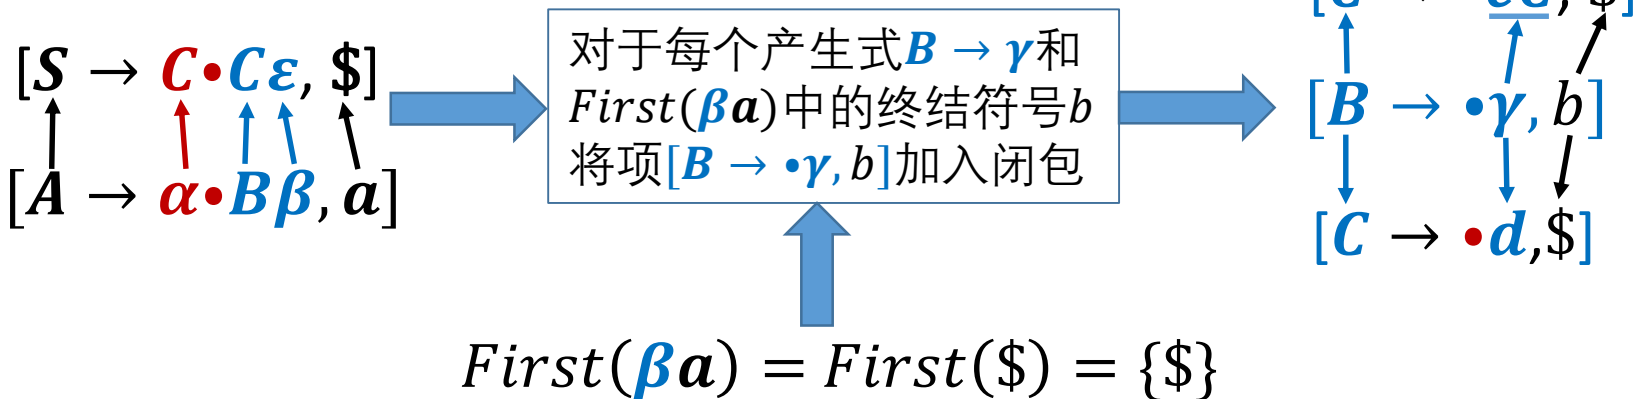 [S → C•Cε, $]
[A → α•Bβ, a]
对于每个产生式B → γ和
First(βa)中的终结符号b
将项[B → •γ, b]加入闭包
[B → •γ, b]
[C → •d,$]
First(βa) = First($) = {$}